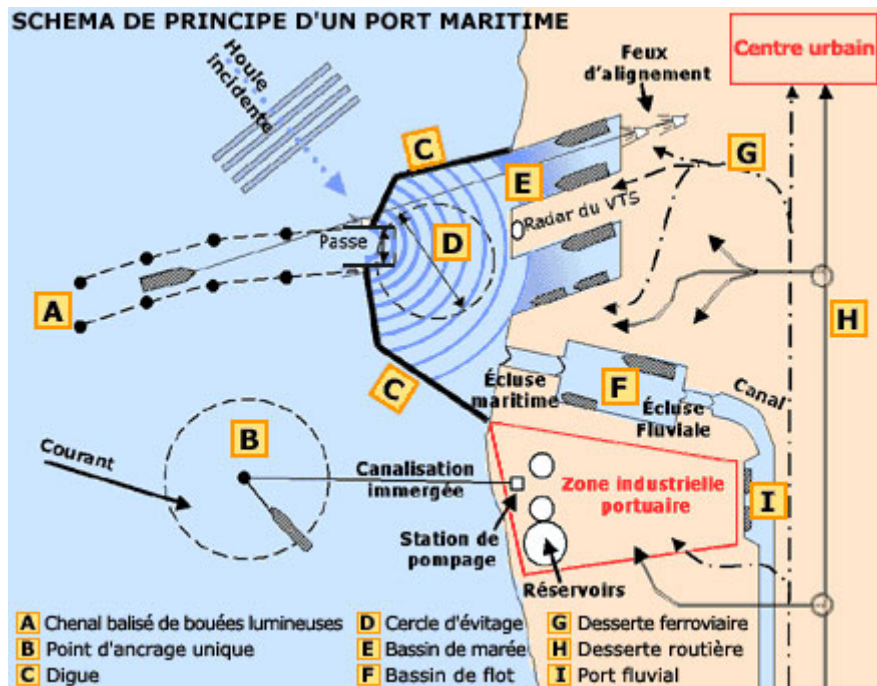 SCHEMA DE PRINCIPE D'UN PORT MARITIME
Centre urbain
Feux
d'alignement
Houle
incidente
C
G
E
Radar du VTS
Passe
D
A
H
C
Écluse
maritime
F
Écluse
Fluviale
Canal
B
Courant
Canalisation
immergée
Zone industrielle
portuaire
I
Station de
pompage
Réservoirs
A Chenal balisé de bouées lumineuses
B Point d'ancrage unique
C Digue
D Cercle d'évitage
E Bassin de marée
F Bassin de flot
G Desserte ferroviaire
H Desserte routière
I Port fluvial